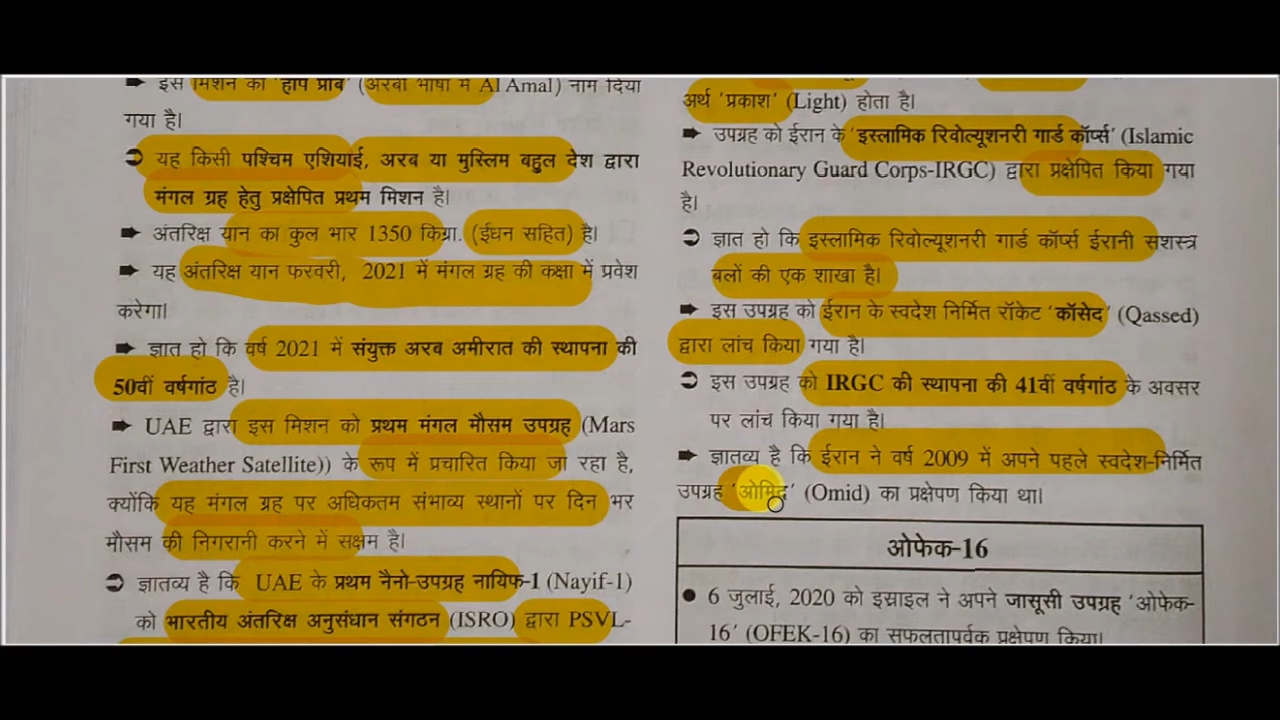 इस मिशन को 'होप प्रोब' (अरबी भाषा में Al Amal) नाम दिया
गया है।
यह किसी पश्चिम एशियाई, अरब या मुस्लिम बहुल देश द्वारा
मंगल ग्रह हेतु प्रक्षेपित प्रथम मिशन है।
अंतरिक्ष यान का कुल भार 1350 किग्रा. (ईंधन सहित) है।
यह अंतरिक्ष यान फरवरी, 2021 में मंगल ग्रह की कक्षा में प्रवेश
करेगा।
ज्ञात हो कि वर्ष 2021 में संयुक्त अरब अमीरात की स्थापना की
50वीं वर्षगांठ है।
UAE द्वारा इस मिशन को प्रथम मंगल मौसम उपग्रह (Mars
First Weather Satellite)) के रूप में प्रचारित किया जा रहा है,
क्योंकि यह मंगल ग्रह पर अधिकतम संभाव्य स्थानों पर दिन भर
मौसम की निगरानी करने में सक्षम है।
ज्ञातव्य है कि UAE के प्रथम नैनो-उपग्रह नायिफ-1 (Nayif-1)
को भारतीय अंतरिक्ष अनुसंधान संगठन (ISRO) द्वारा PSVL-
अर्थ 'प्रकाश' (Light) होता है।
उपग्रह को ईरान के 'इस्लामिक रिवोल्यूशनरी गार्ड कॉर्प्स' (Islamic
Revolutionary Guard Corps-IRGC) द्वारा प्रक्षेपित किया गया
है।
ज्ञात हो कि इस्लामिक रिवोल्यूशनरी गार्ड कॉर्प्स ईरानी सशस्त्र
बलों की एक शाखा है।
इस उपग्रह को ईरान के स्वदेश निर्मित रॉकेट 'कॉसेद' (Qassed)
द्वारा लांच किया गया है।
इस उपग्रह को IRGC की स्थापना की 41वीं वर्षगांठ के अवसर
पर लांच किया गया है।
ज्ञातव्य है कि ईरान ने वर्ष 2009 में अपने पहले स्वदेश-निर्मित
उपग्रह 'ओमिद' (Omid) का प्रक्षेपण किया था।
ओफेक-16
● 6 जुलाई, 2020 को इस्राइल ने अपने जासूसी उपग्रह 'ओफेक-
16' (OFEK-16) का सफलतापूर्वक प्रक्षेपण किया।